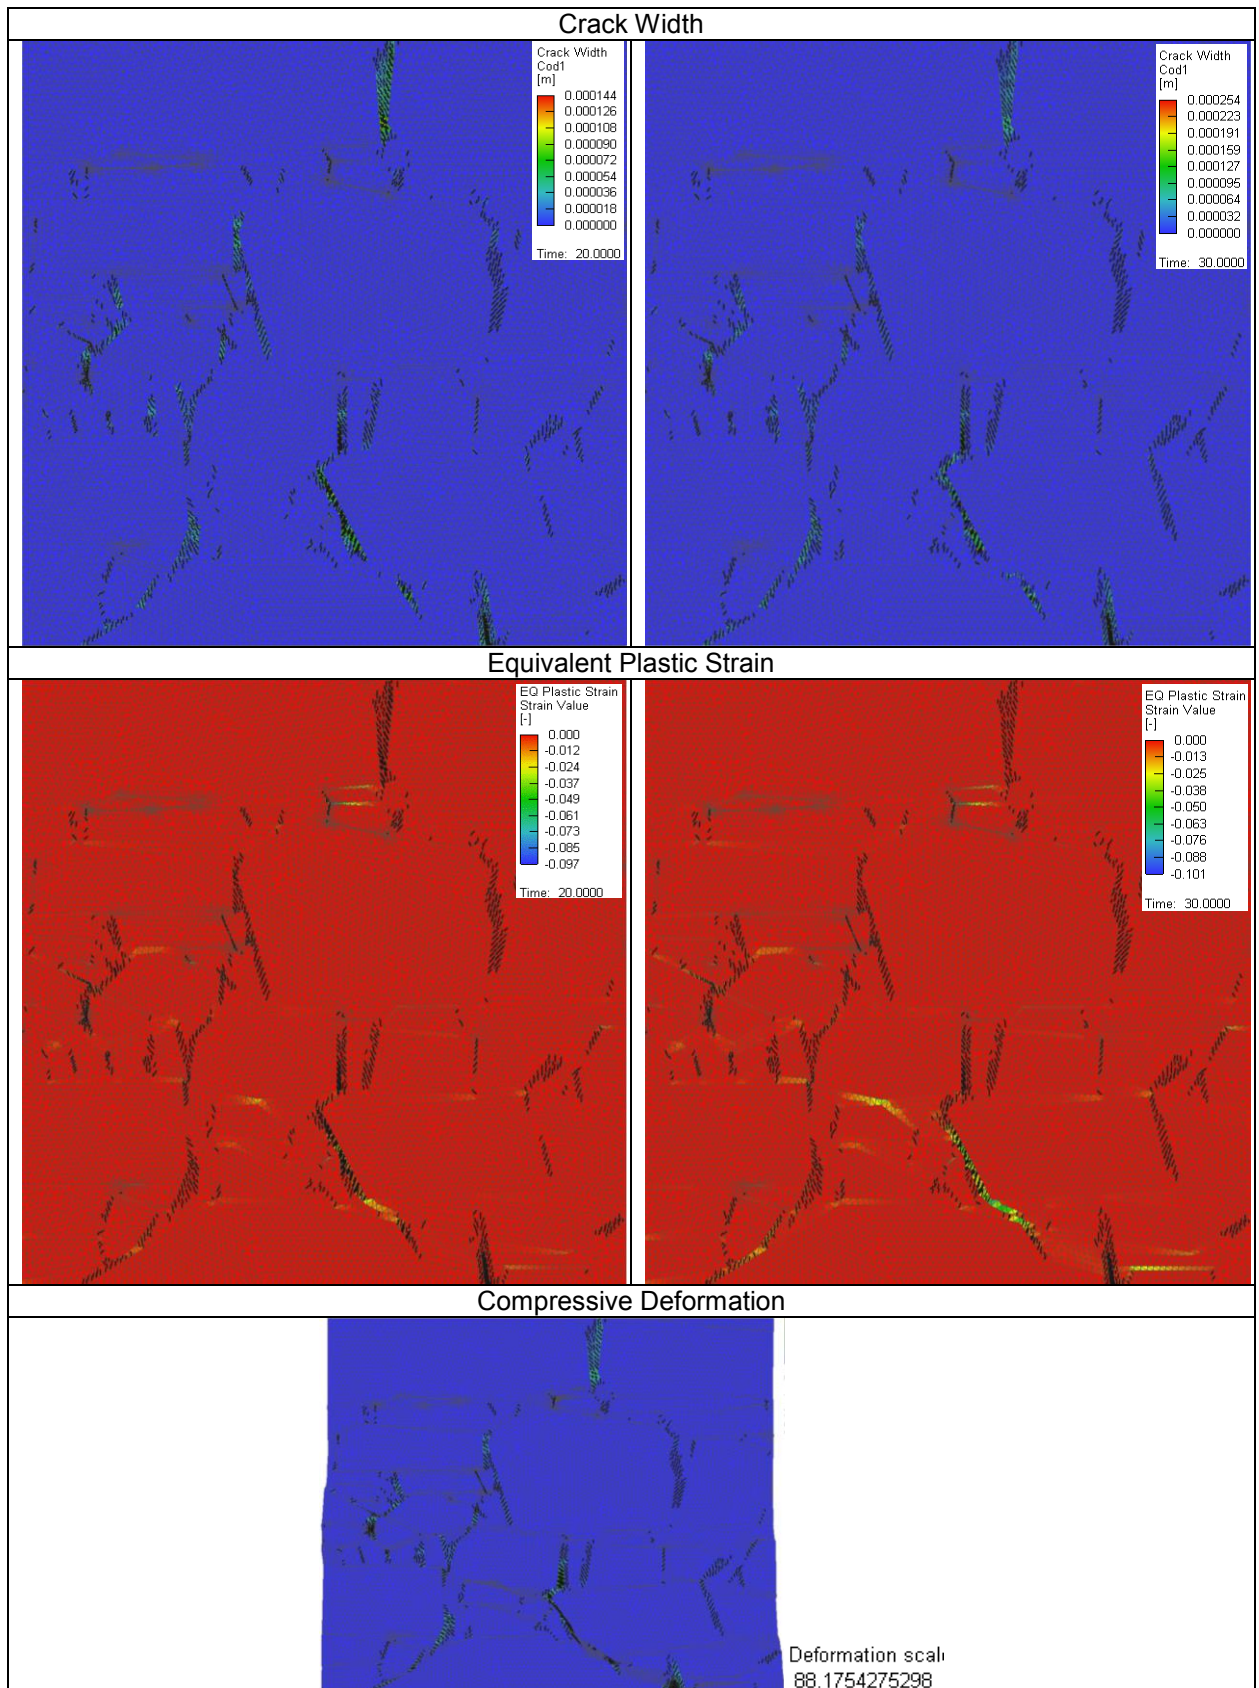 Crack Width
Crack Width
Cod1
[m]
0.000144
0.000126
0.000108
0.000090
0.000072
0.000054
0.000036
0.000018
0.000000
Time: 20.0000
Crack Width
Cod1
[m]
0.000254
0.000223
0.000191
0.000159
0.000127
0.000095
0.000064
0.000032
0.000000
Time: 30.0000
Equivalent Plastic Strain
EQ Plastic Strain
Strain Value
[-]
0.000
-0.012
-0.024
-0.037
-0.049
-0.061
-0.073
-0.085
-0.097
Time: 20.0000
EQ Plastic Strain
Strain Value
[-]
0.000
-0.013
-0.025
-0.038
-0.050
-0.063
-0.076
-0.088
-0.101
Time: 30.0000
Compressive Deformation
Deformation scal
88.1754275298